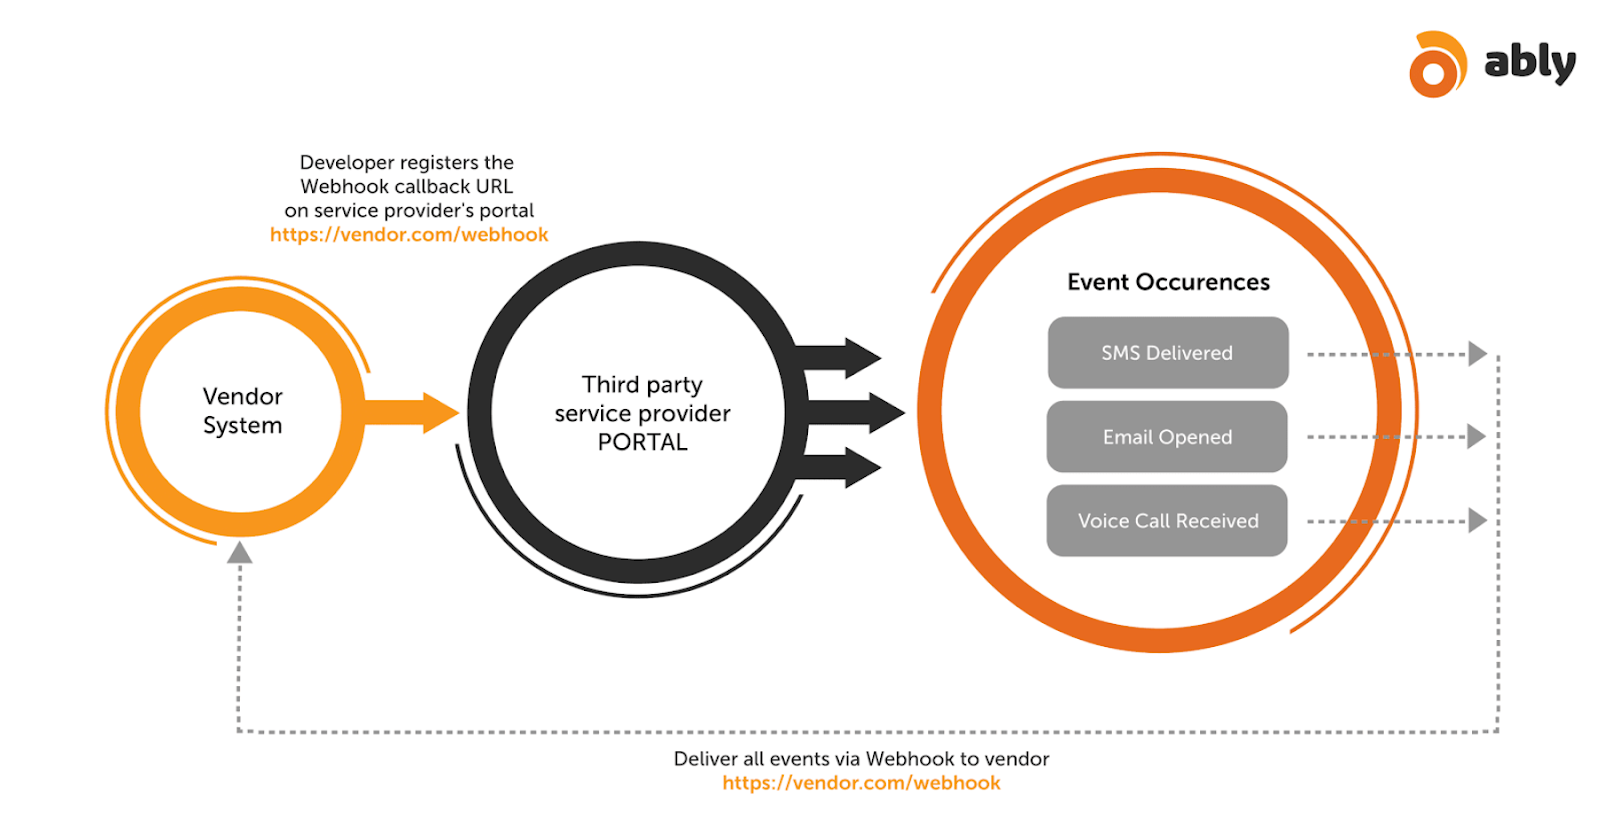 ably
Developer registers the
Webhook callback URL
on service provider's portal
https://vendor.com/webhook
Vendor
System
Third party
service provider
PORTAL
Event Occurences
SMS Delivered
Email Opened
Voice Call Received
Deliver all events via Webhook to vendor
https://vendor.com/webhook